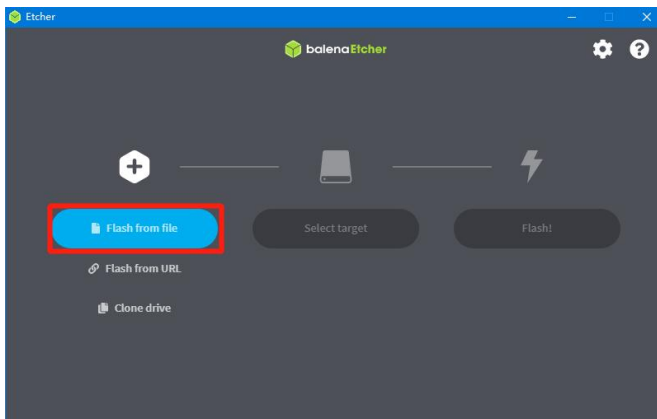 Etcher
balenaEtcher
Flash from file
Select target
Flash!
Flash from URL
Clone drive